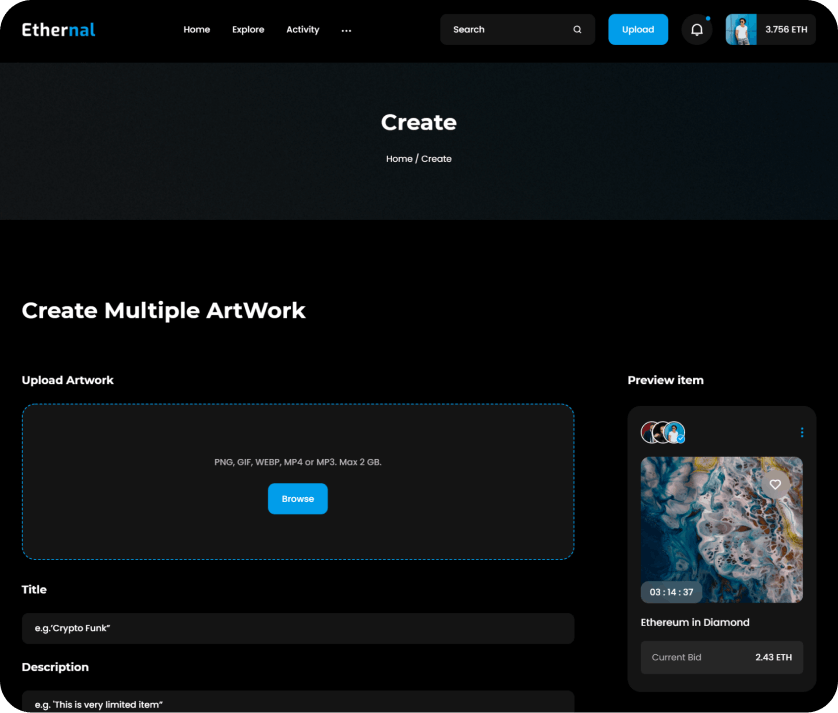 Ethernal
Home Explore Activity ...
Search
Upload
3.756 ETH
Create
Home / Create
Create Multiple ArtWork
Upload Artwork
PNG, GIF, WEBP, MP4 or MP3. Max 2 GB.
Browse
Title
e.g.‘Crypto Funk”
Description
e.g. ‘This is very limited item”
Preview item
03 : 14 : 37
Ethereum in Diamond
Current Bid 2.43 ETH